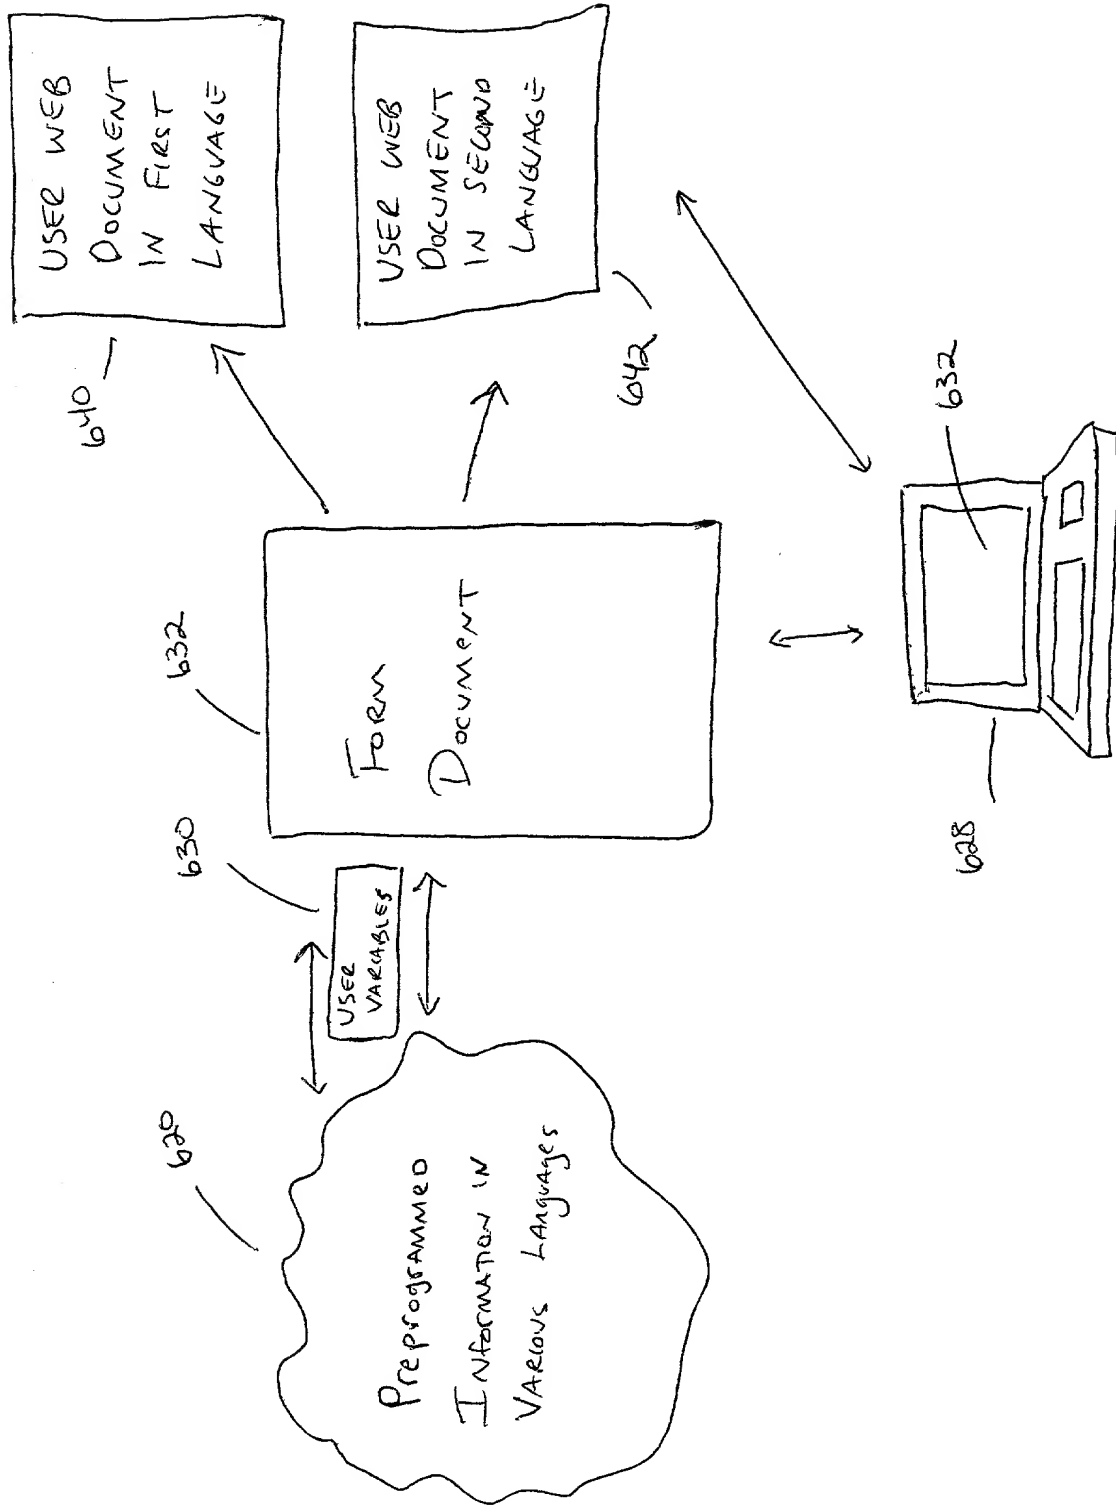 620
Preprogrammed
Information in
Various Languages
630
User
Variables
632
Form
Document
640
User Web
Document
in First
Language
User Web
Document
in Second
Language
642
632
628